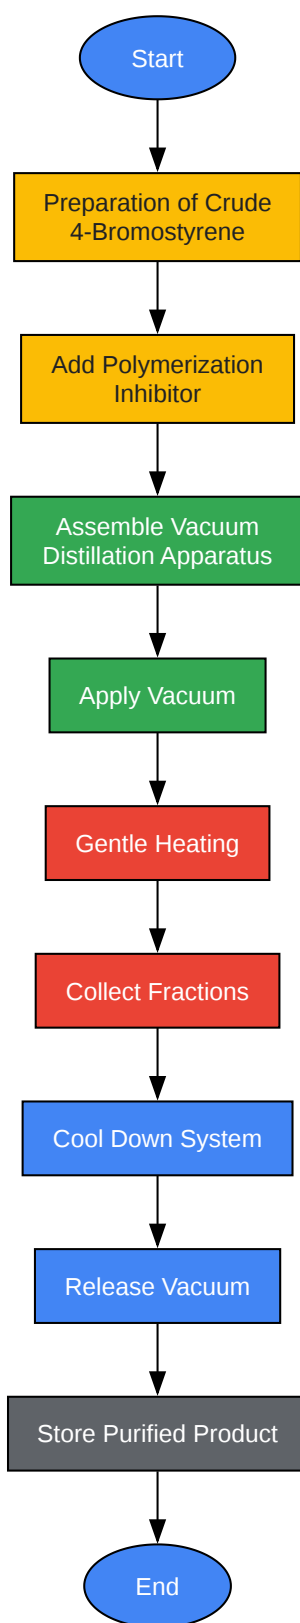 Start
Preparation of Crude
4-Bromostyrene
Add Polymerization
Inhibitor
Assemble Vacuum
Distillation Apparatus
Apply Vacuum
Gentle Heating
Collect Fractions
Cool Down System
Release Vacuum
Store Purified Product
End